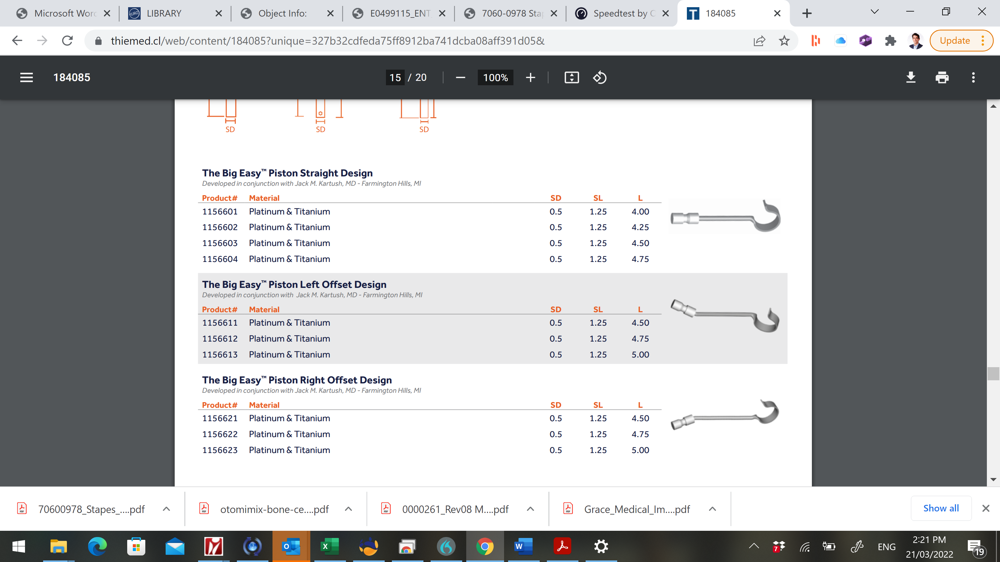 Microsoft Word
LIBRARY
Object Info:
E0499115_ENT
7060-0978 Stap
Speedtest by O
184085
thiemed.cl/web/content/184085?unique=327b32cdfeda75ff8912ba741dcba08aff391d05&
Update
184085
15 / 20
100%
SD SD SD
The Big Easy™ Piston Straight Design
Developed in conjunction with Jack M. Kartush, MD - Farmington Hills, MI
Product# Material SD SL L
1156601 Platinum & Titanium 0.5 1.25 4.00
1156602 Platinum & Titanium 0.5 1.25 4.25
1156603 Platinum & Titanium 0.5 1.25 4.50
1156604 Platinum & Titanium 0.5 1.25 4.75
The Big Easy™ Piston Left Offset Design
Developed in conjunction with Jack M. Kartush, MD - Farmington Hills, MI
Product# Material SD SL L
1156611 Platinum & Titanium 0.5 1.25 4.50
1156612 Platinum & Titanium 0.5 1.25 4.75
1156613 Platinum & Titanium 0.5 1.25 5.00
The Big Easy™ Piston Right Offset Design
Developed in conjunction with Jack M. Kartush, MD - Farmington Hills, MI
Product# Material SD SL L
1156621 Platinum & Titanium 0.5 1.25 4.50
1156622 Platinum & Titanium 0.5 1.25 4.75
1156623 Platinum & Titanium 0.5 1.25 5.00
70600978_Stapes_....pdf
otomimix-bone-ce....pdf
0000261_Rev08 M....pdf
Grace_Medical_Im....pdf
Show all
7
ENG
2:21 PM
21/03/2022
19